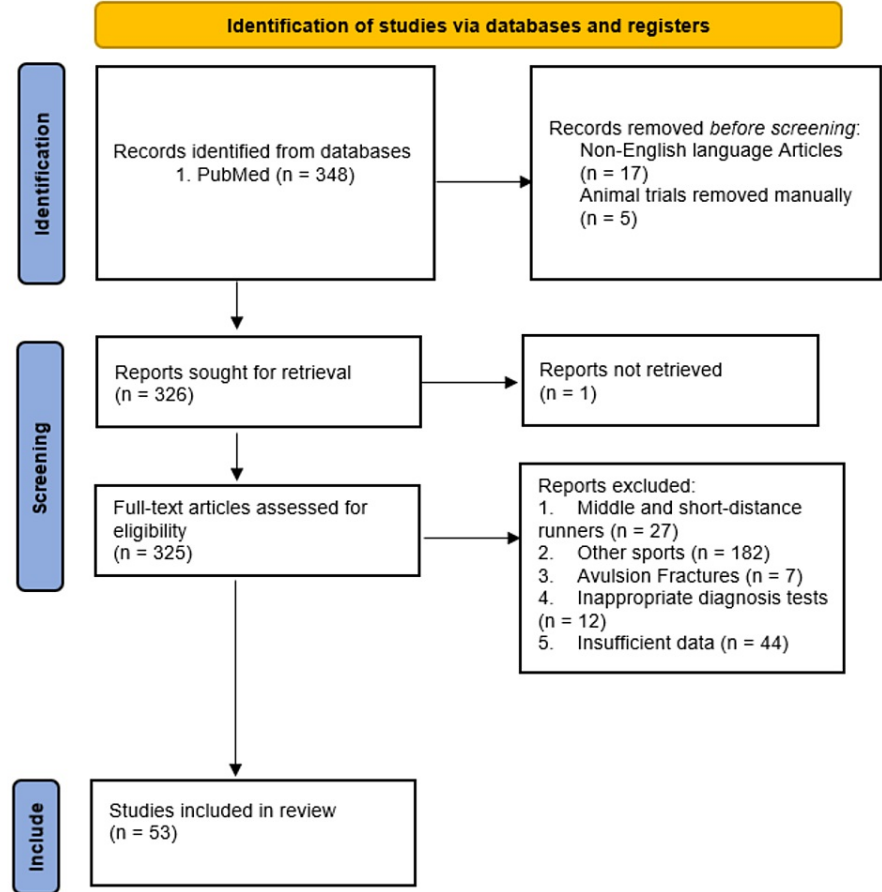 Identification of studies via databases and registers
Identification
Records identified from databases
1. PubMed (n = 348)
Records removed before screening:
Non-English language Articles
(n = 17)
Animal trials removed manually
(n = 5)
Screening
Reports sought for retrieval
(n = 326)
Reports not retrieved
(n = 1)
Full-text articles assessed for
eligibility
(n = 325)
Reports excluded:
1. Middle and short-distance
runners (n = 27)
2. Other sports (n = 182)
3. Avulsion Fractures (n = 7)
4. Inappropriate diagnosis tests
(n = 12)
5. Insufficient data (n = 44)
Include
Studies included in review
(n = 53)